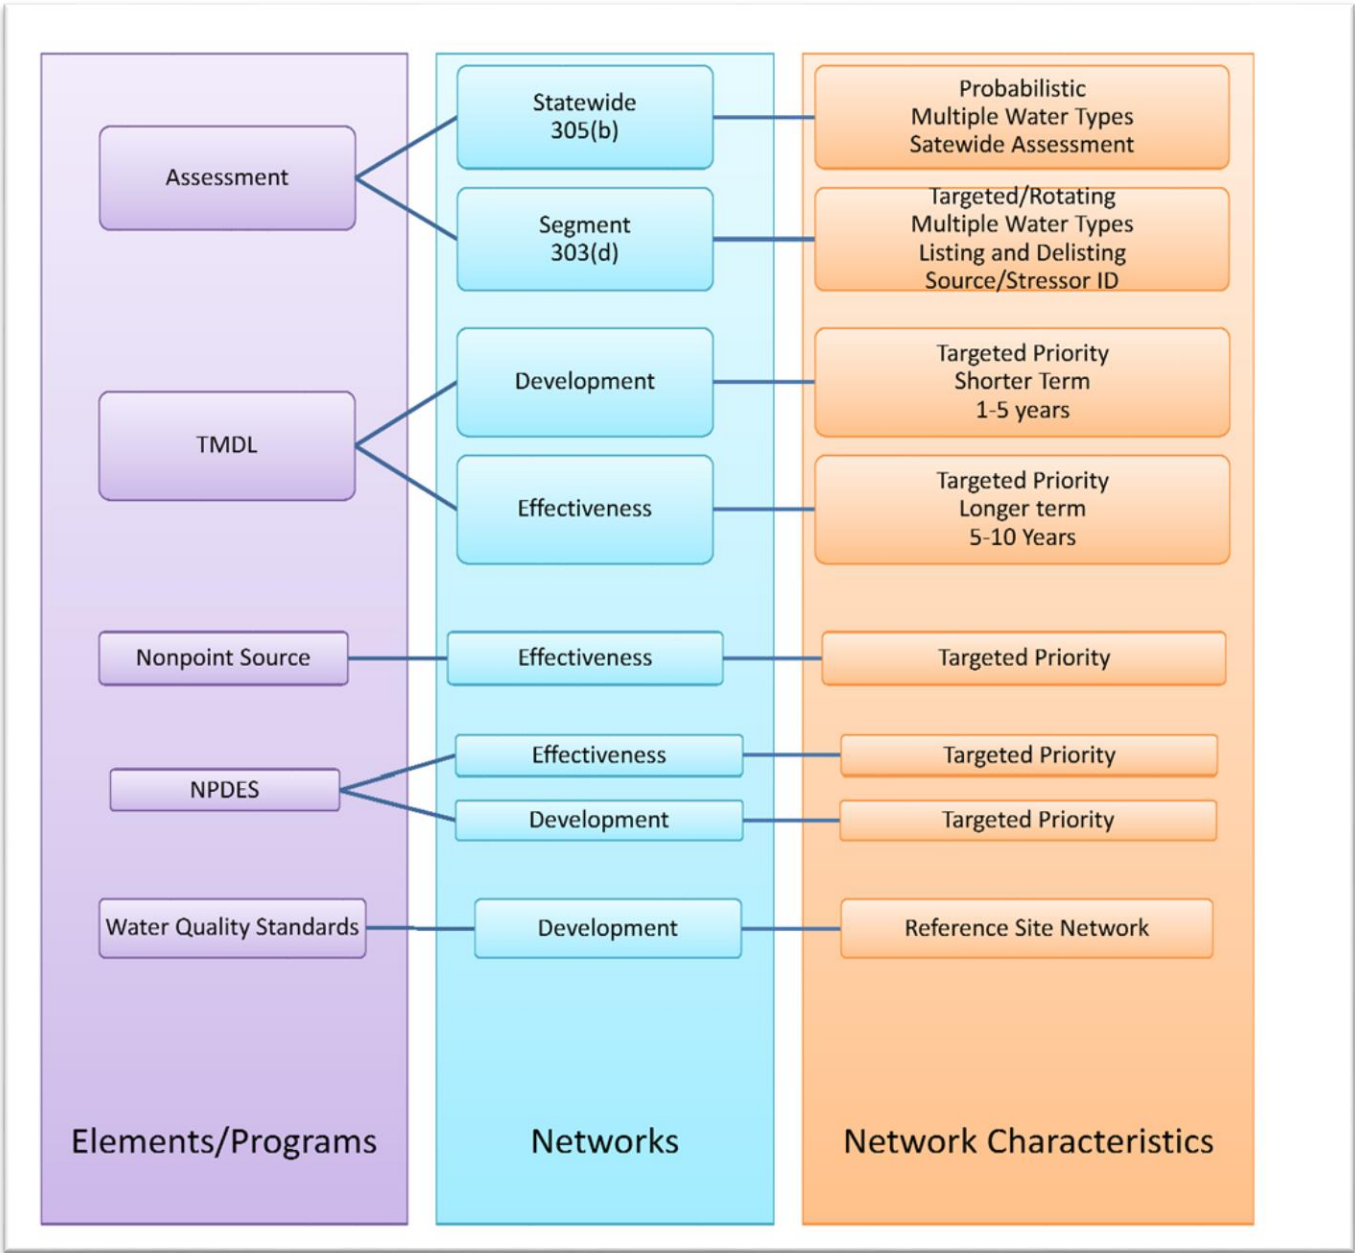 Assessment
Statewide
305(b)
Probabilistic
Multiple Water Types
Satewide Assessment
Segment
303(d)
Targeted/Rotating
Multiple Water Types
Listing and Delisting
Source/Stressor ID
TMDL
Development
Targeted Priority
Shorter Term
1-5 years
Effectiveness
Targeted Priority
Longer term
5-10 Years
Nonpoint Source
Effectiveness
Targeted Priority
NPDES
Effectiveness
Targeted Priority
Development
Targeted Priority
Water Quality Standards
Development
Reference Site Network
Elements/Programs
Networks
Network Characteristics